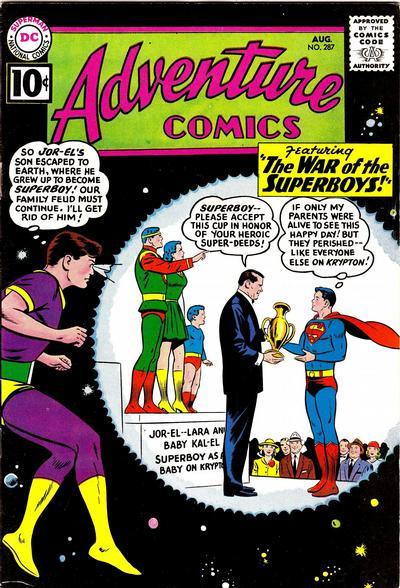 SUPERMAN
DC
NATIONAL COMICS
AUG.
NO. 287
APPROVED
BY THE
COMICS
CODE
CA
AUTHORITY
10¢
Adventure
COMICS
Featuring
"The WAR of the
SUPERBOYS!"
SO JOR-EL'S
SON ESCAPED TO
EARTH, WHERE HE
GREW UP TO BECOME
SUPERBOY! OUR
FAMILY FEUD MUST
CONTINUE. I'LL GET
RID OF HIM!
SUPERBOY--
PLEASE ACCEPT
THIS CUP IN HONOR
OF YOUR HEROIC
SUPER-DEEDS!
IF ONLY MY
PARENTS WERE
ALIVE TO SEE THIS
HAPPY DAY! BUT
THEY PERISHED--
LIKE EVERYONE
ELSE ON KRYPTON!
JOR-EL--LARA AN
BABY KAL-EL
SUPERBOY AS A
BABY ON KRYPTO